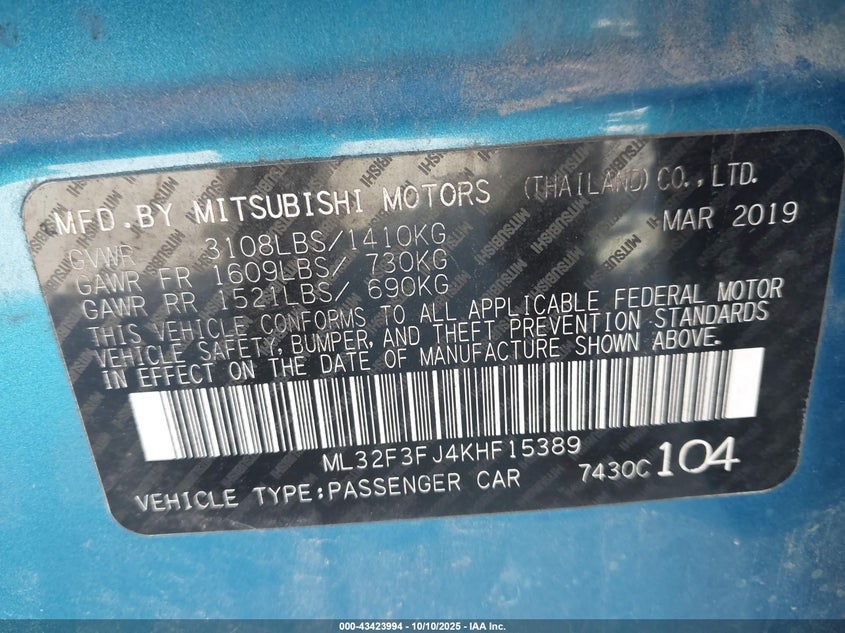 MFD. BY MITSUBISHI MOTORS (THAILAND) CO., LTD.
MAR 2019
GVWR 3108LBS/1410KG
GAWR FR 1609LBS/ 730KG
GAWR RR 1521LBS/ 690KG
THIS VEHICLE CONFORMS TO ALL APPLICABLE FEDERAL MOTOR
VEHICLE SAFETY, BUMPER, AND THEFT PREVENTION STANDARDS
IN EFFECT ON THE DATE OF MANUFACTURE SHOWN ABOVE.
ML32F3FJ4KHF15389
VEHICLE TYPE:PASSENGER CAR 7430C 104
000-43423994 - 10/10/2025 - IAA Inc.